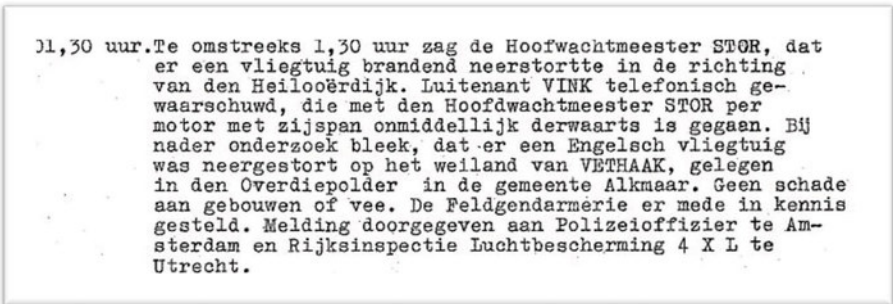 01,30 uur.Te omstreeks 1,30 uur zag de Hoofwachtmeester STOR, dat
er een vliegtuig brandend neerstortte in de richting
van den Heilooërdijk. Luitenant VINK telefonisch ge-
waarschuwd, die met den Hoofdwachtmeester STOR per
motor met zijspan onmiddellijk derwaarts is gegaan. Bij
nader onderzoek bleek, dat er een Engelsch vliegtuig
was neergestort op het weiland van VETHAAK, gelegen
in den Overdiepolder in de gemeente Alkmaar. Geen schade
aan gebouwen of vee. De Feldgendarmerie er mede in kennis
gesteld. Melding doorgegeven aan Polizeioffizier te Am-
sterdam en Rijksinspectie Luchtbescherming 4 X L te
Utrecht.